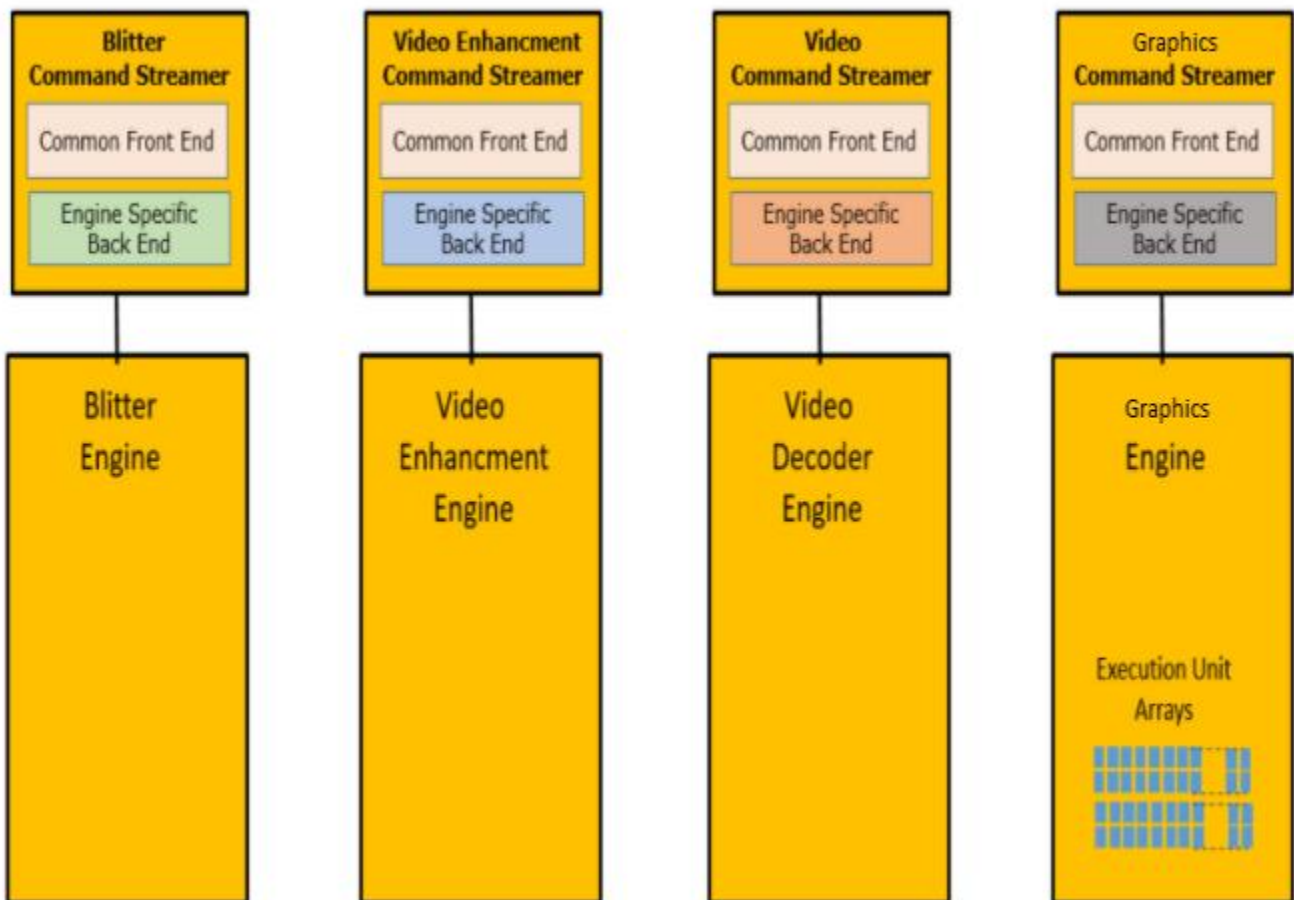 Blitter
Command Streamer
Common Front End
Engine Specific
Back End
Blitter
Engine
Video Enhancment
Command Streamer
Common Front End
Engine Specific
Back End
Video
Enhancment
Engine
Video
Command Streamer
Common Front End
Engine Specific
Back End
Video
Decoder
Engine
Graphics
Command Streamer
Common Front End
Engine Specific
Back End
Graphics
Engine
Execution Unit
Arrays